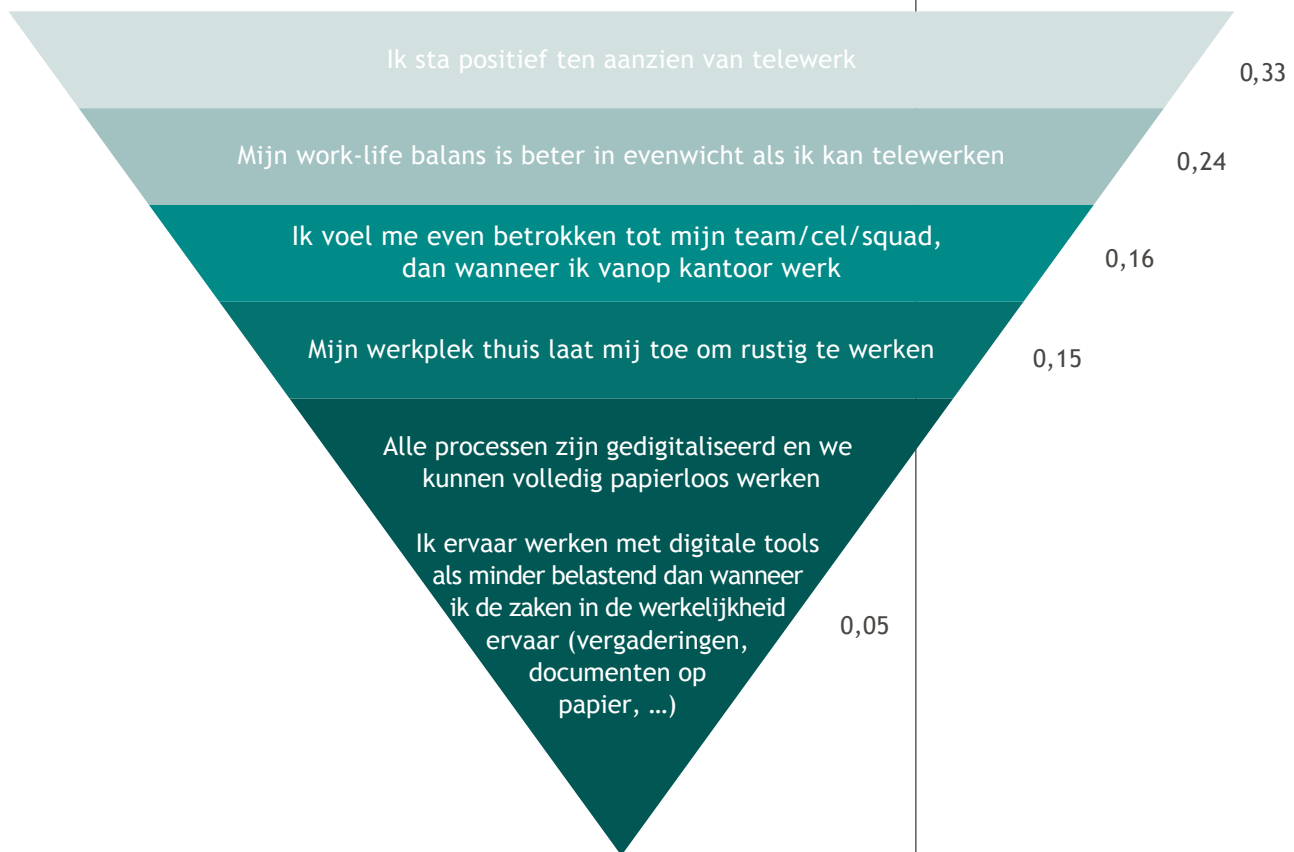 Ik sta positief ten aanzien van telewerk
0,33
Mijn work-life balans is beter in evenwicht als ik kan telewerken
0,24
Ik voel me even betrokken tot mijn team/cel/squad,
dan wanneer ik vanop kantoor werk
0,16
Mijn werkplek thuis laat mij toe om rustig te werken
0,15
Alle processen zijn gedigitaliseerd en we
kunnen volledig papierloos werken
Ik ervaar werken met digitale tools
als minder belastend dan wanneer
ik de zaken in de werkelijkheid
ervaar (vergaderingen,
documenten op
papier, …)
0,05